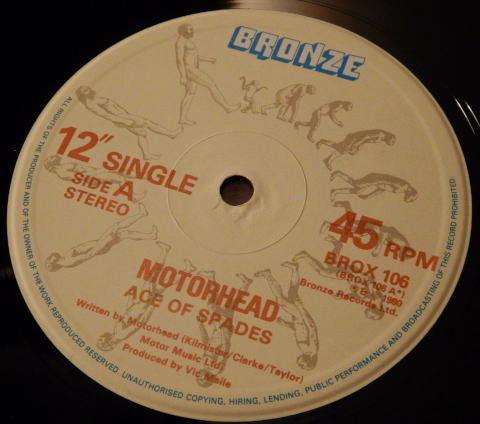 BRONZE
12" SINGLE
SIDE A
STEREO
45 RPM
BROX 106
(BROX 106 A)
1980
Bronze Records Ltd.
MOTORHEAD
ACE OF SPADES
Written by Motorhead (Kilmister/Clarke/Taylor)
Motor Music Ltd
Produced by Vic Maile
ALL RIGHTS OF THE PRODUCER AND OF THE OWNER OF THE WORK REPRODUCED RESERVED. UNAUTHORISED COPYING, HIRING, LENDING, PUBLIC PERFORMANCE AND BROADCASTING OF THIS RECORD PROHIBITED